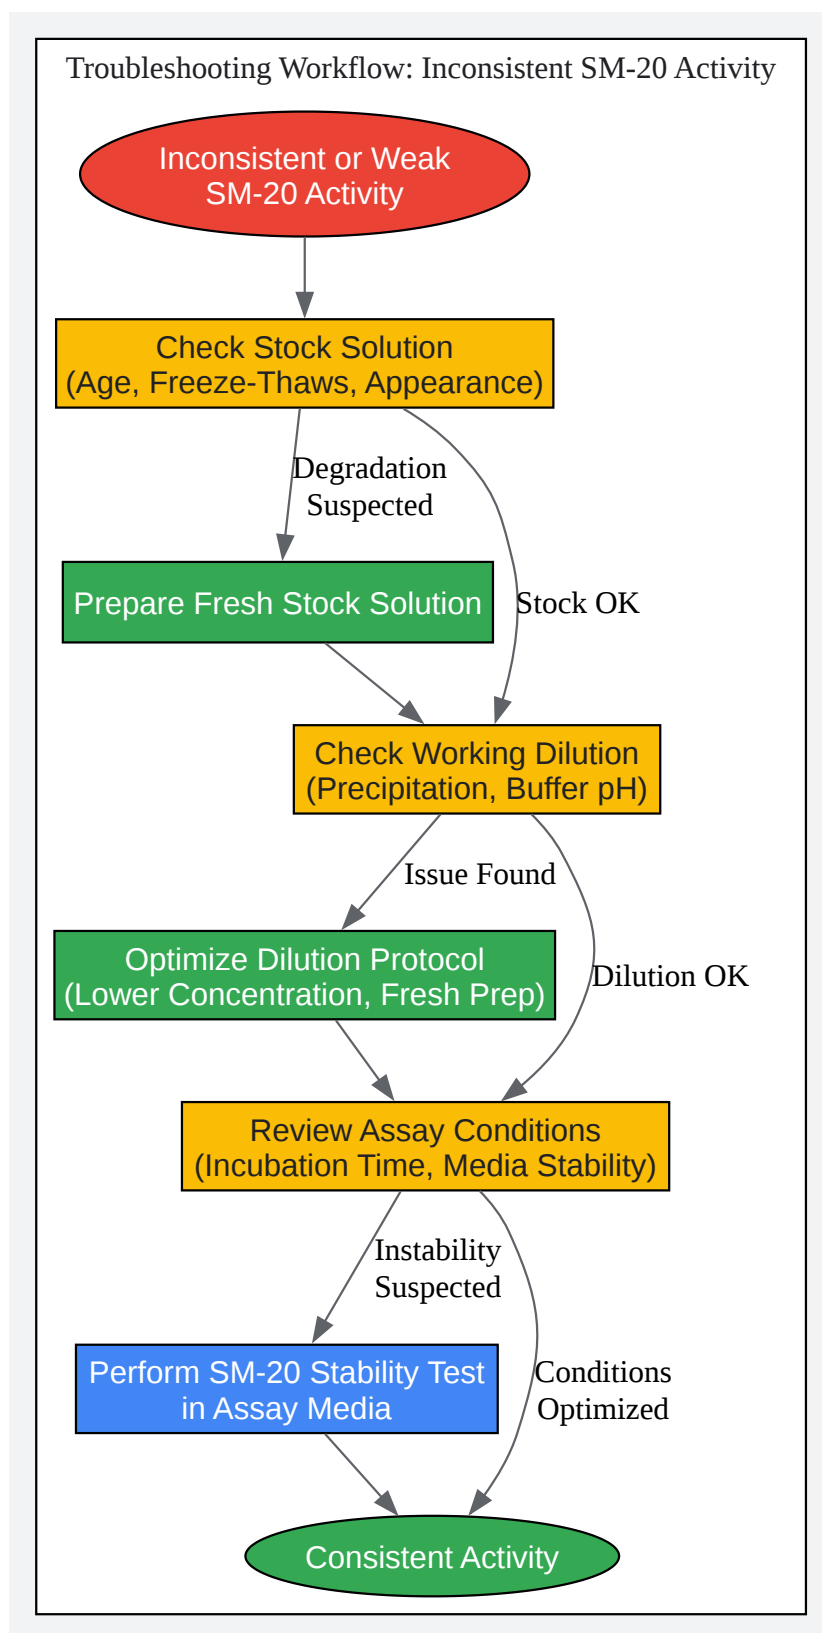 Troubleshooting Workflow: Inconsistent SM-20 Activity
Inconsistent or Weak
SM-20 Activity
Check Stock Solution
(Age, Freeze-Thaws, Appearance)
Degradation
Suspected
Prepare Fresh Stock Solution
Stock OK
Check Working Dilution
(Precipitation, Buffer pH)
Issue Found
Optimize Dilution Protocol
(Lower Concentration, Fresh Prep)
Dilution OK
Review Assay Conditions
(Incubation Time, Media Stability)
Instability
Suspected
Perform SM-20 Stability Test
in Assay Media
Conditions
Optimized
Consistent Activity